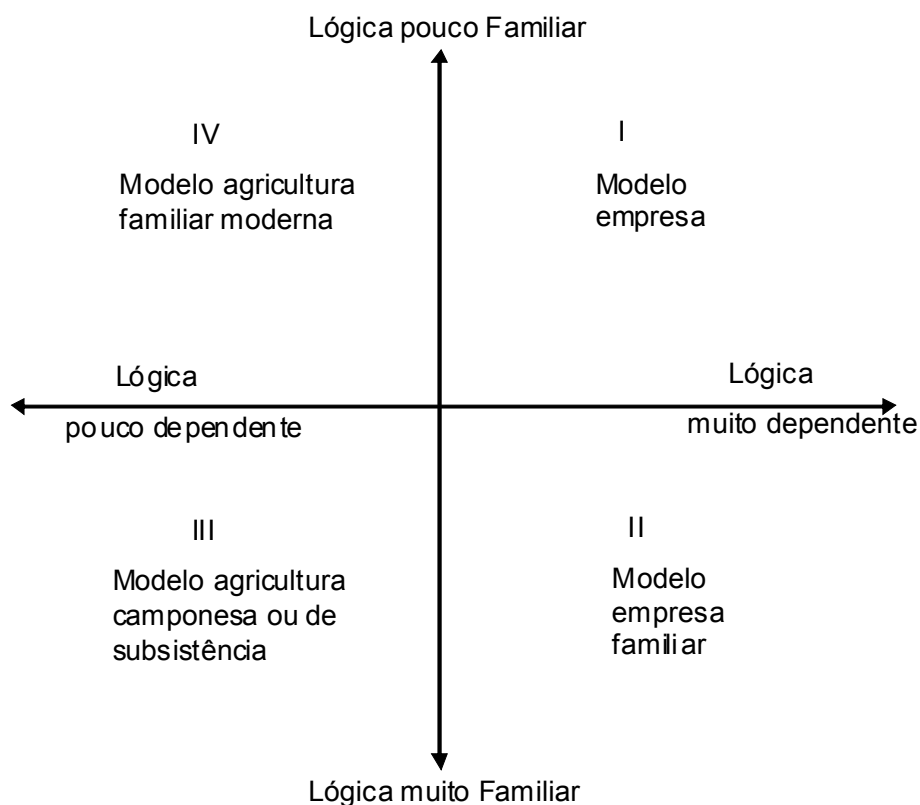 Lógica pouco Familiar
IV
Modelo agricultura
familiar moderna
I
Modelo
empresa
Lógica
pouco dependente
Lógica
muito dependente
III
Modelo agricultura
camponesa ou de
subsistência
II
Modelo
empresa
familiar
Lógica muito Familiar